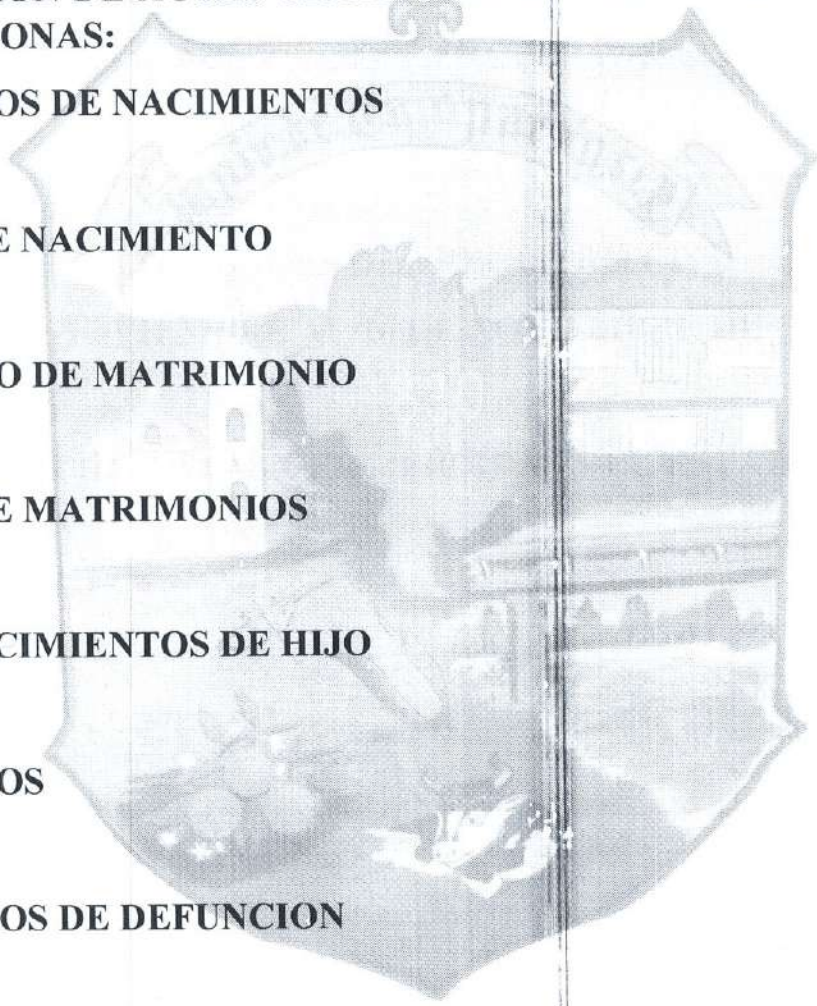 ONAS:
OS DE NACIMIENTOS
E NACIMIENTO
O DE MATRIMONIO
E MATRIMONIOS
CIMIENTOS DE HIJO
OS
OS DE DEFUNCION